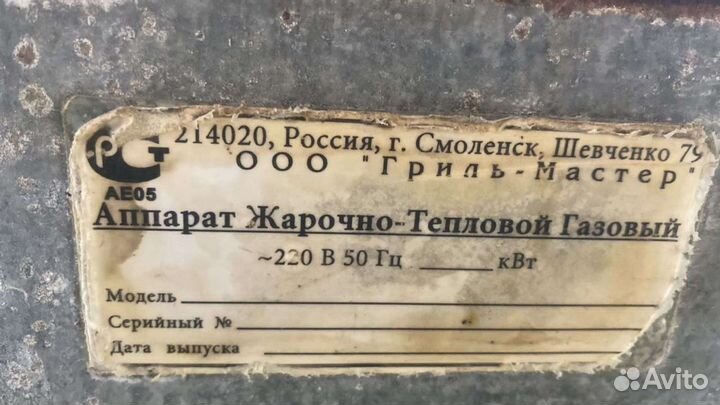 214020, Россия, г. Смоленск, Шевченко 79
ООО "Гриль-Мастер"
АЕ05
Аппарат Жарочно-Тепловой Газовый
~220 В 50 Гц ______ кВт
Модель
Серийный №
Дата выпуска
Avito